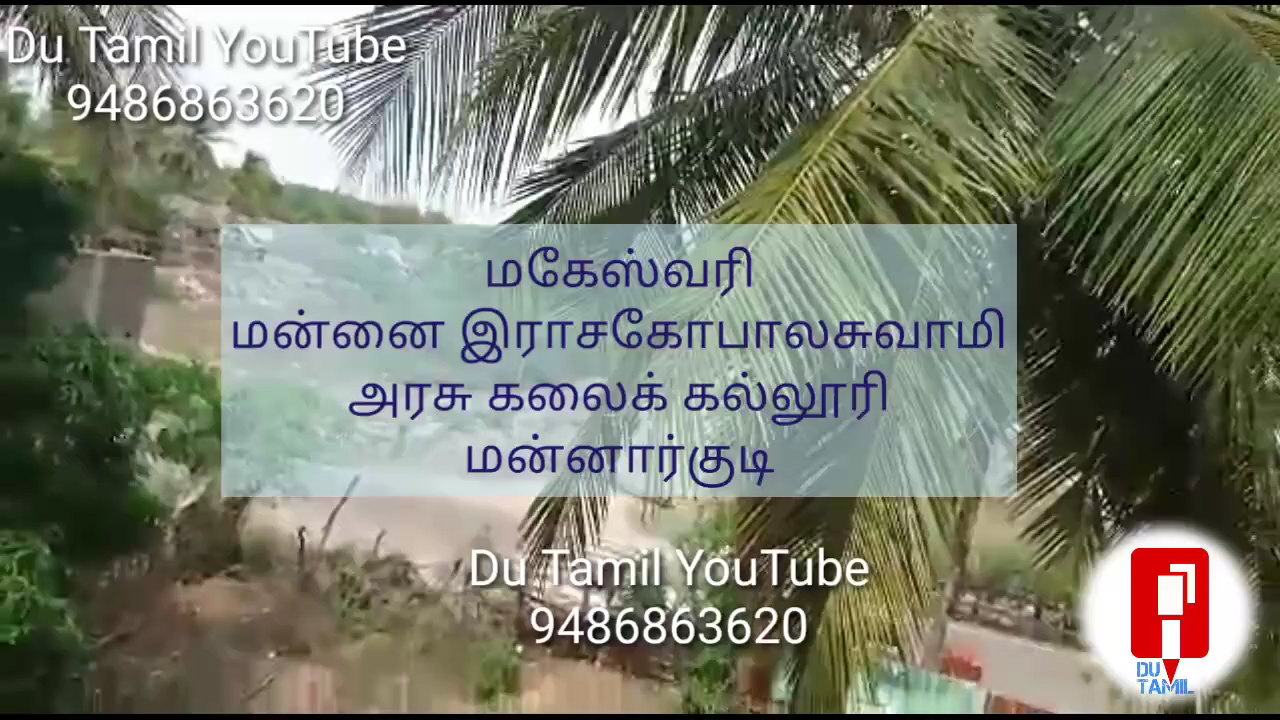 Du Tamil YouTube
9486863620
மகேஸ்வரி
மன்னை இராசகோபாலசுவாமி
அரசு கலைக் கல்லூரி
மன்னார்குடி
Du Tamil YouTube
9486863620
DU
TAMIL